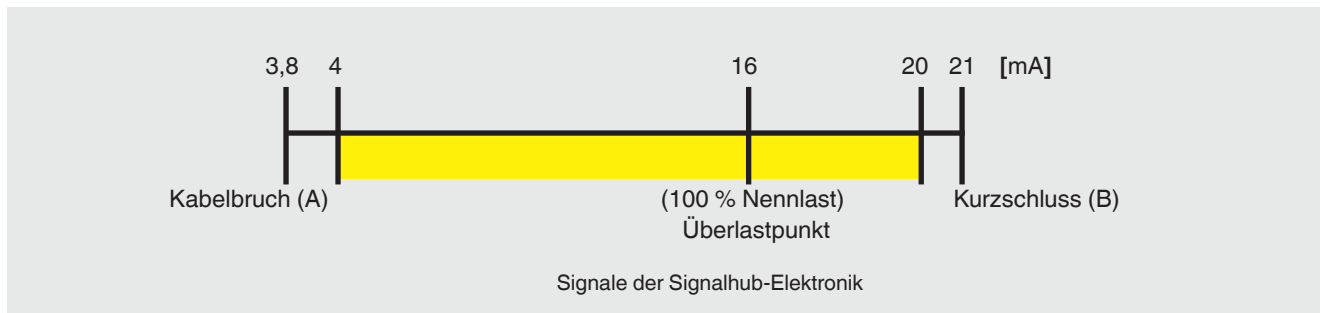 3,8 4 16 20 21 [mA]
Kabelbruch (A) (100 % Nennlast) Kurzschluss (B)
Überlastpunkt
Signale der Signalhub-Elektronik